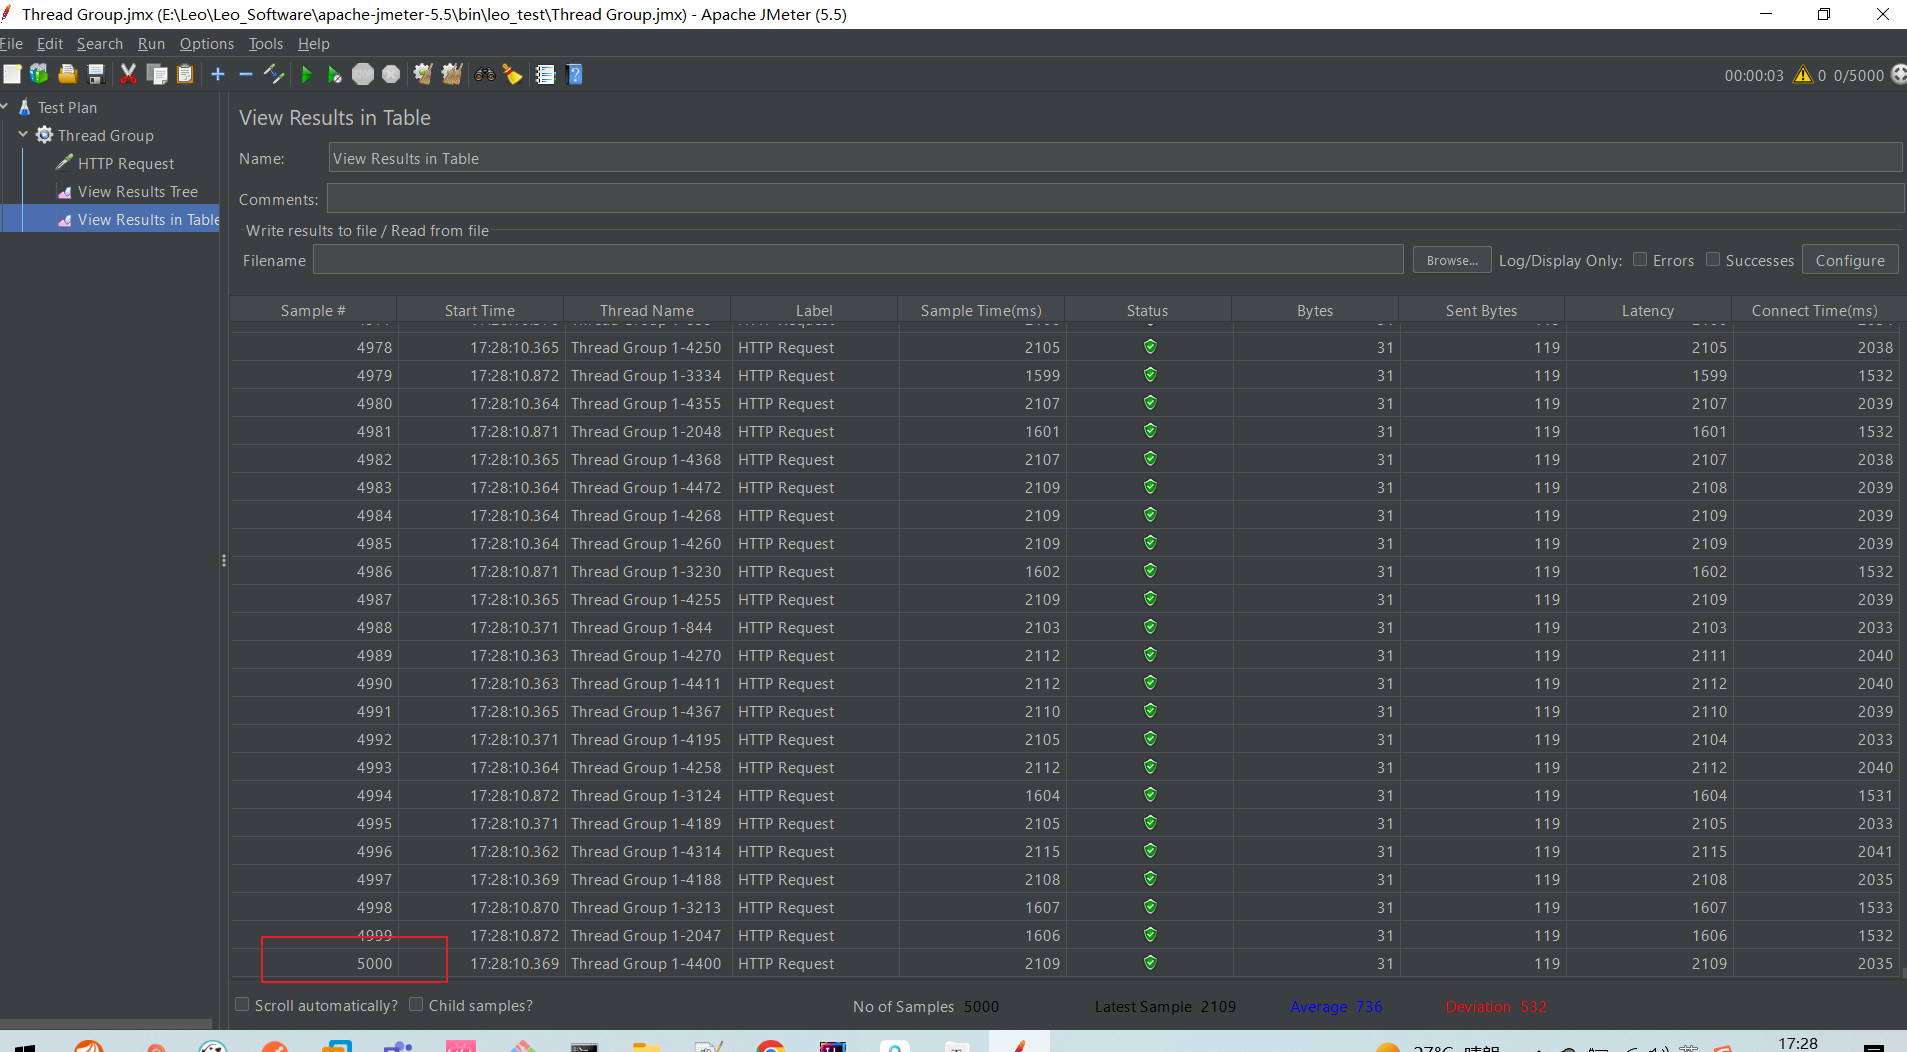 Thread Group.jmx (E:\Leo\Leo_Software\apache-jmeter-5.5\bin\leo_test\Thread Group.jmx) - Apache JMeter (5.5)
File Edit Search Run Options Tools Help
00:00:03 0 0/5000
Test Plan
Thread Group
HTTP Request
View Results Tree
View Results in Table
View Results in Table
Name: View Results in Table
Comments:
Write results to file / Read from file
Filename Browse... Log/Display Only: Errors Successes Configure
Sample # Start Time Thread Name Label Sample Time(ms) Status Bytes Sent Bytes Latency Connect Time(ms)
4978 17:28:10.365 Thread Group 1-4250 HTTP Request 2105 31 119 2105 2038
4979 17:28:10.872 Thread Group 1-3334 HTTP Request 1599 31 119 1599 1532
4980 17:28:10.364 Thread Group 1-4355 HTTP Request 2107 31 119 2107 2039
4981 17:28:10.871 Thread Group 1-2048 HTTP Request 1601 31 119 1601 1532
4982 17:28:10.365 Thread Group 1-4368 HTTP Request 2107 31 119 2107 2038
4983 17:28:10.364 Thread Group 1-4472 HTTP Request 2109 31 119 2108 2039
4984 17:28:10.364 Thread Group 1-4268 HTTP Request 2109 31 119 2109 2039
4985 17:28:10.364 Thread Group 1-4260 HTTP Request 2109 31 119 2109 2039
4986 17:28:10.871 Thread Group 1-3230 HTTP Request 1602 31 119 1602 1532
4987 17:28:10.365 Thread Group 1-4255 HTTP Request 2109 31 119 2109 2039
4988 17:28:10.371 Thread Group 1-844 HTTP Request 2103 31 119 2103 2033
4989 17:28:10.363 Thread Group 1-4270 HTTP Request 2112 31 119 2111 2040
4990 17:28:10.363 Thread Group 1-4411 HTTP Request 2112 31 119 2112 2040
4991 17:28:10.365 Thread Group 1-4367 HTTP Request 2110 31 119 2110 2039
4992 17:28:10.371 Thread Group 1-4195 HTTP Request 2105 31 119 2104 2033
4993 17:28:10.364 Thread Group 1-4258 HTTP Request 2112 31 119 2112 2040
4994 17:28:10.872 Thread Group 1-3124 HTTP Request 1604 31 119 1604 1531
4995 17:28:10.371 Thread Group 1-4189 HTTP Request 2105 31 119 2105 2033
4996 17:28:10.362 Thread Group 1-4314 HTTP Request 2115 31 119 2115 2041
4997 17:28:10.369 Thread Group 1-4188 HTTP Request 2108 31 119 2108 2035
4998 17:28:10.870 Thread Group 1-3213 HTTP Request 1607 31 119 1607 1533
4999 17:28:10.872 Thread Group 1-2047 HTTP Request 1606 31 119 1606 1532
5000 17:28:10.369 Thread Group 1-4400 HTTP Request 2109 31 119 2109 2035
Scroll automatically? Child samples? No of Samples 5000 Latest Sample 2109 Average 736 Deviation 532
17:28